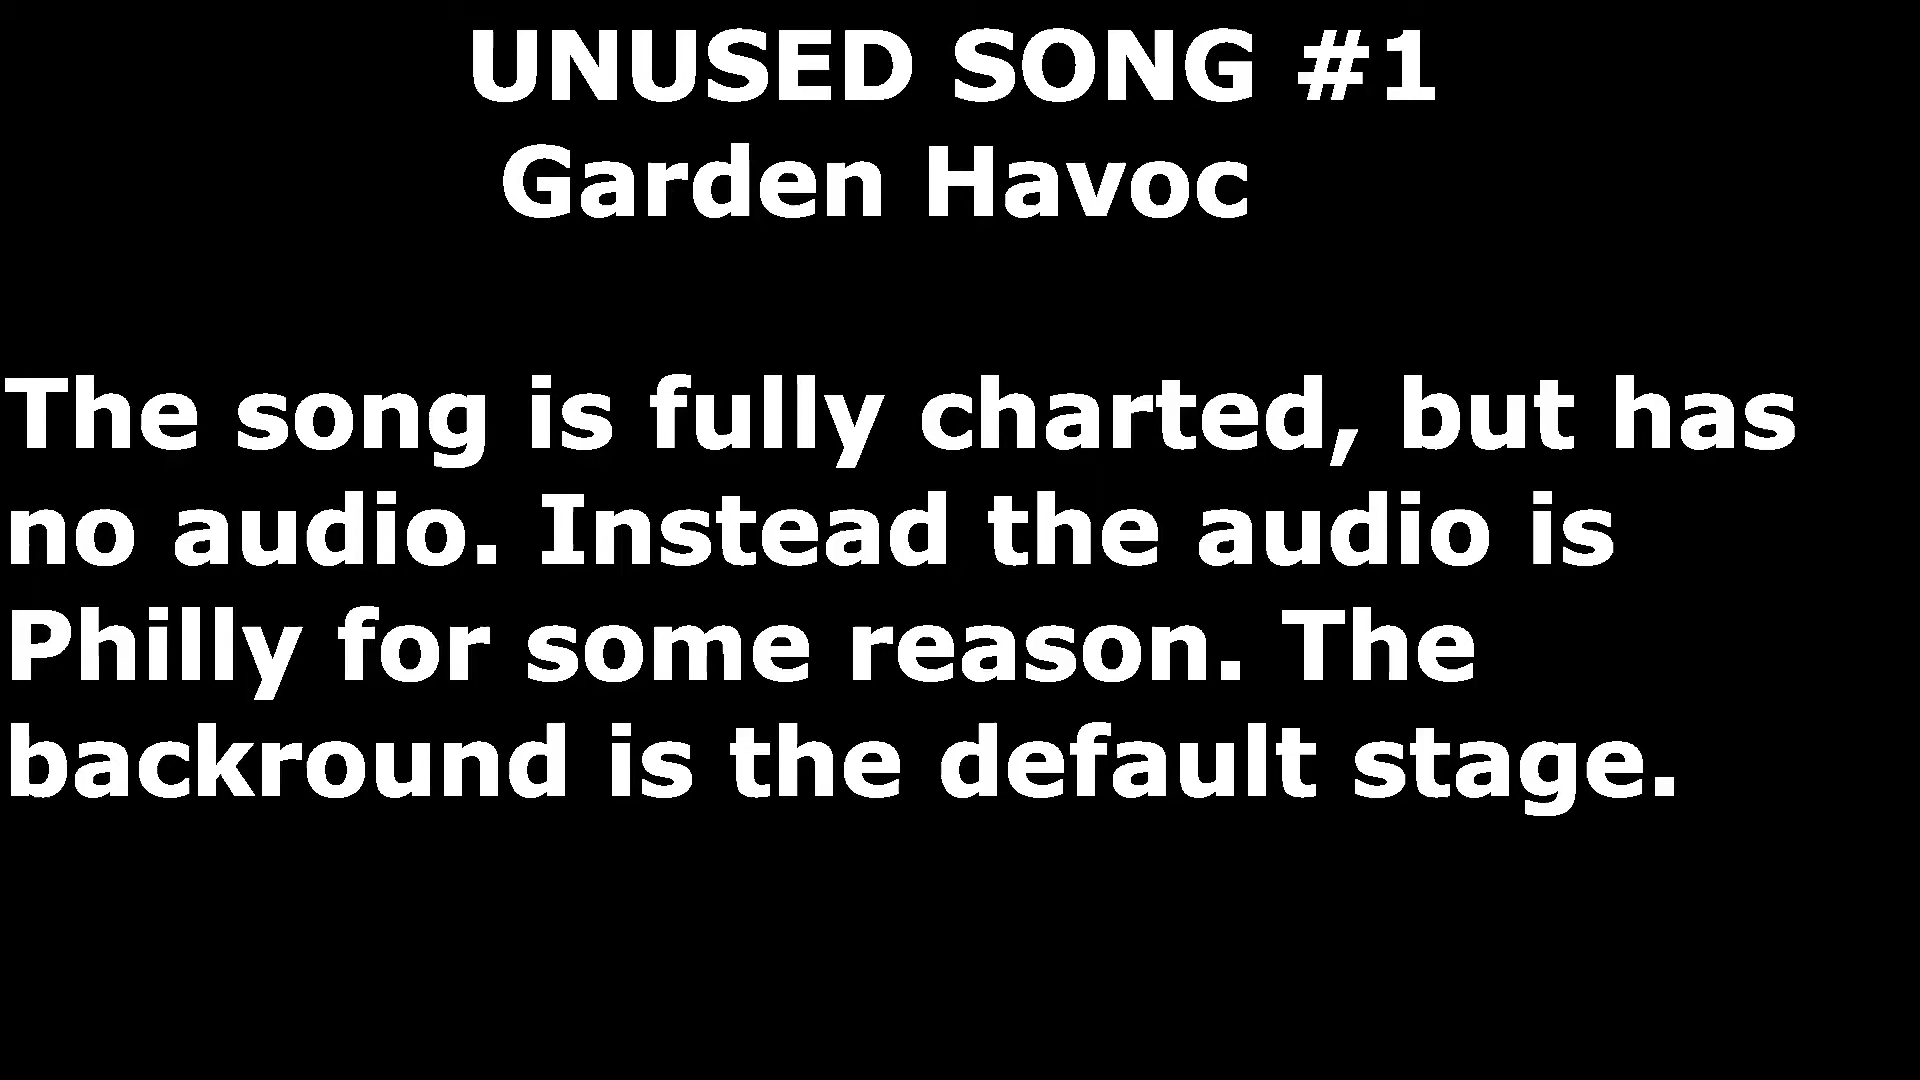 UNUSED SONG #1
Garden Havoc
The song is fully charted, but has
no audio. Instead the audio is
Philly for some reason. The
backround is the default stage.